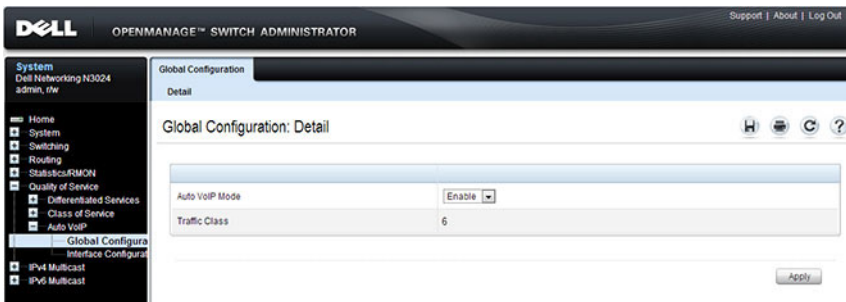 Support | About | Log Out
DELL OPENMANAGE™ SWITCH ADMINISTRATOR
System
Dell Networking N3024
admin, r/w
Home
System
Switching
Routing
Statistics/RMON
Quality of Service
Differentiated Services
Class of Service
Auto VoIP
Global Configura
Interface Configurat
IPv4 Multicast
IPv6 Multicast
Global Configuration
Detail
Global Configuration: Detail
H C ?
Auto VoIP Mode Enable
Traffic Class 6
Apply